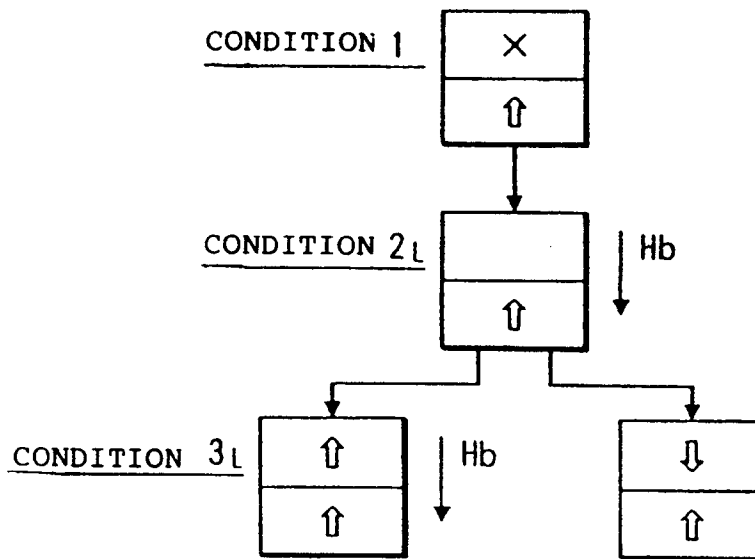 CONDITION 1
×
⇧
CONDITION 2L
Hb
⇧
CONDITION 3L
⇧
Hb
⇩
⇧
⇧